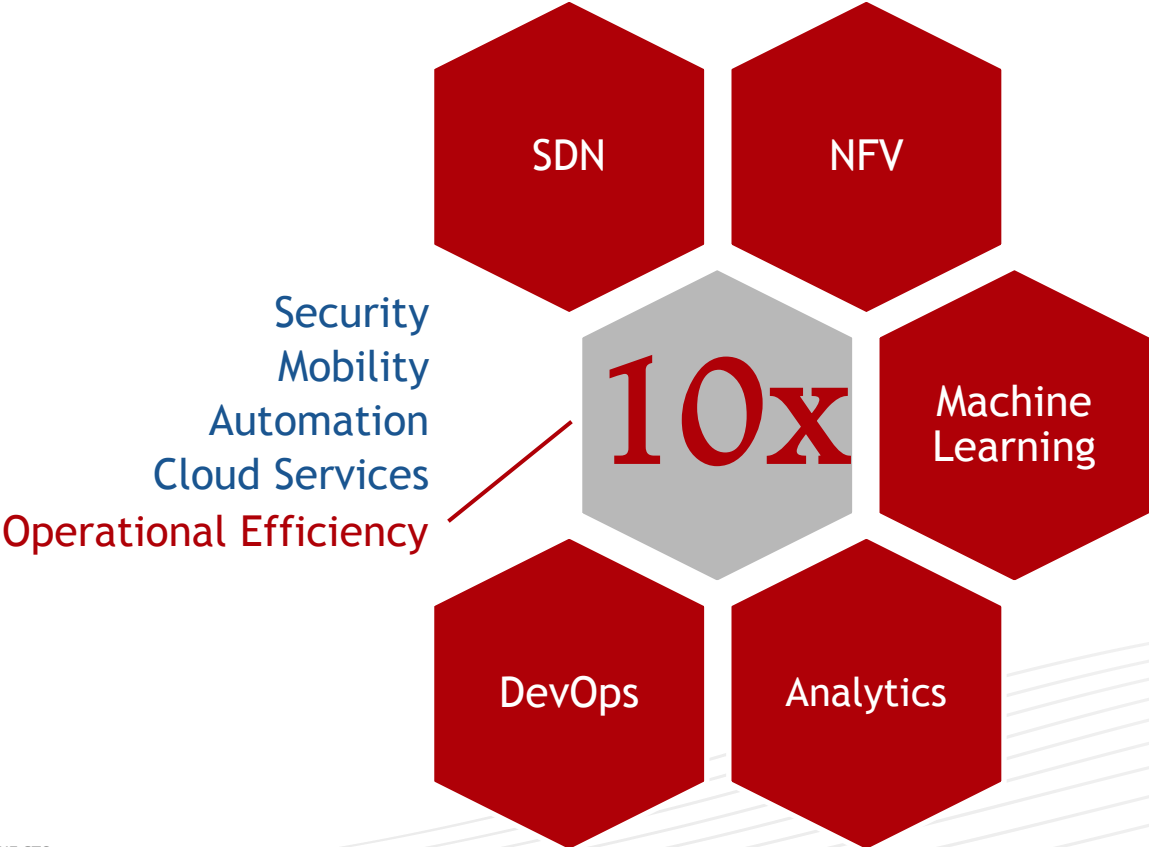 SDN
NFV
Security
Mobility
Automation
Cloud Services
Operational Efficiency
10x
Machine
Learning
DevOps
Analytics